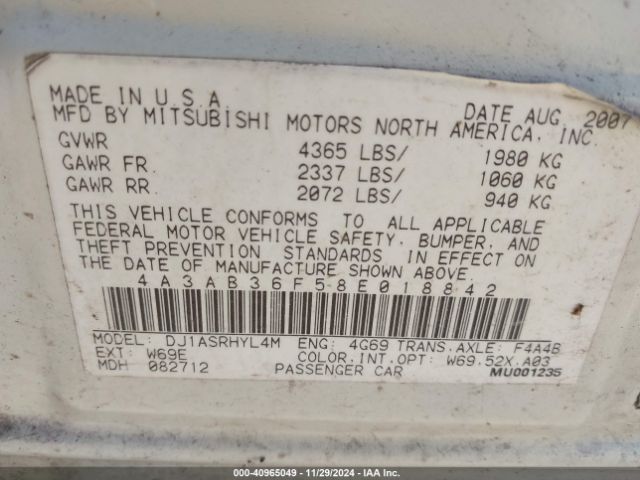 MADE IN U S A DATE AUG. 2007
MFD BY MITSUBISHI MOTORS NORTH AMERICA, INC.
GVWR 4365 LBS/ 1980 KG
GAWR FR. 2337 LBS/ 1060 KG
GAWR RR. 2072 LBS/ 940 KG
THIS VEHICLE CONFORMS TO ALL APPLICABLE
FEDERAL MOTOR VEHICLE SAFETY, BUMPER, AND
THEFT PREVENTION STANDARDS IN EFFECT ON
THE DATE OF MANUFACTURE SHOWN ABOVE.
4A3AB36F58E018842
MODEL: DJ1ASRHYL4M ENG: 4G69 TRANS.AXLE: F4A4B
EXT: W69E COLOR.INT.OPT: W69.52X.A03
MDH 082712 PASSENGER CAR MU001235
000-40965049 - 11/29/2024 - IAA Inc.